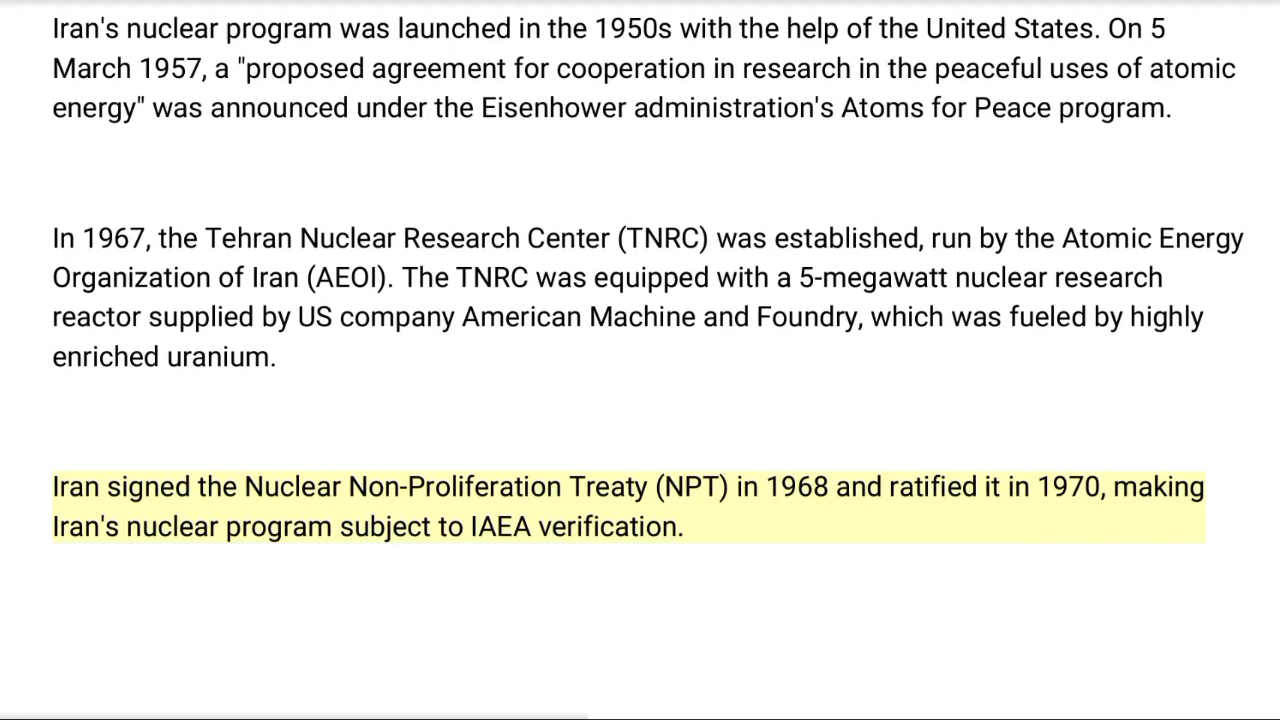 Iran's nuclear program was launched in the 1950s with the help of the United States. On 5
March 1957, a "proposed agreement for cooperation in research in the peaceful uses of atomic
energy" was announced under the Eisenhower administration's Atoms for Peace program.
In 1967, the Tehran Nuclear Research Center (TNRC) was established, run by the Atomic Energy
Organization of Iran (AEOI). The TNRC was equipped with a 5-megawatt nuclear research
reactor supplied by US company American Machine and Foundry, which was fueled by highly
enriched uranium.
Iran signed the Nuclear Non-Proliferation Treaty (NPT) in 1968 and ratified it in 1970, making
Iran's nuclear program subject to IAEA verification.